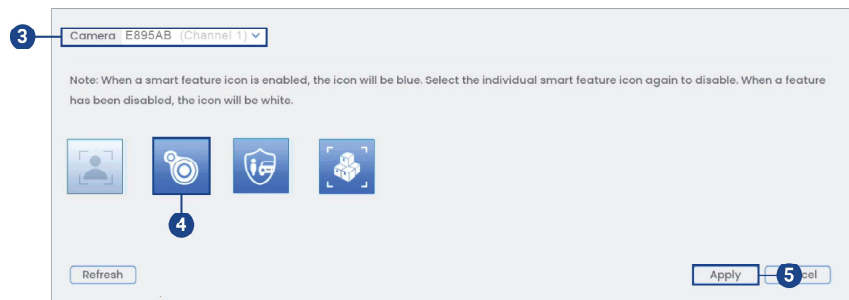 3 Camera E895AB (Channel 1)
Note: When a smart feature icon is enabled, the icon will be blue. Select the individual smart feature icon again to disable. When a feature
has been disabled, the icon will be white.
4
Refresh Apply 5 cel